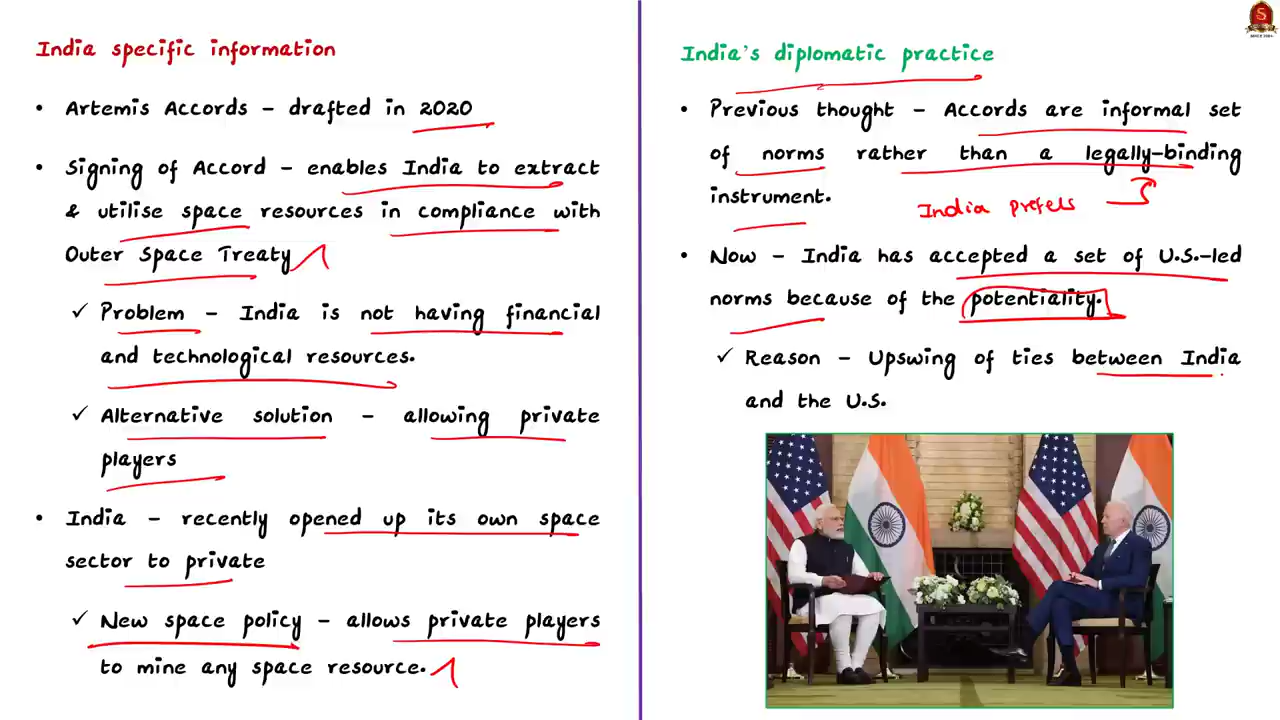 India specific information
• Artemis Accords – drafted in 2020
• Signing of Accord – enables India to extract
& utilise space resources in compliance with
Outer Space Treaty
✓ Problem – India is not having financial
and technological resources.
✓ Alternative solution – allowing private
players
• India – recently opened up its own space
sector to private
✓ New space policy – allows private players
to mine any space resource.
India's diplomatic practice
• Previous thought – Accords are informal set
of norms rather than a legally-binding
instrument.
India prefers
• Now – India has accepted a set of U.S.-led
norms because of the potentiality.
✓ Reason – Upswing of ties between India
and the U.S.
S